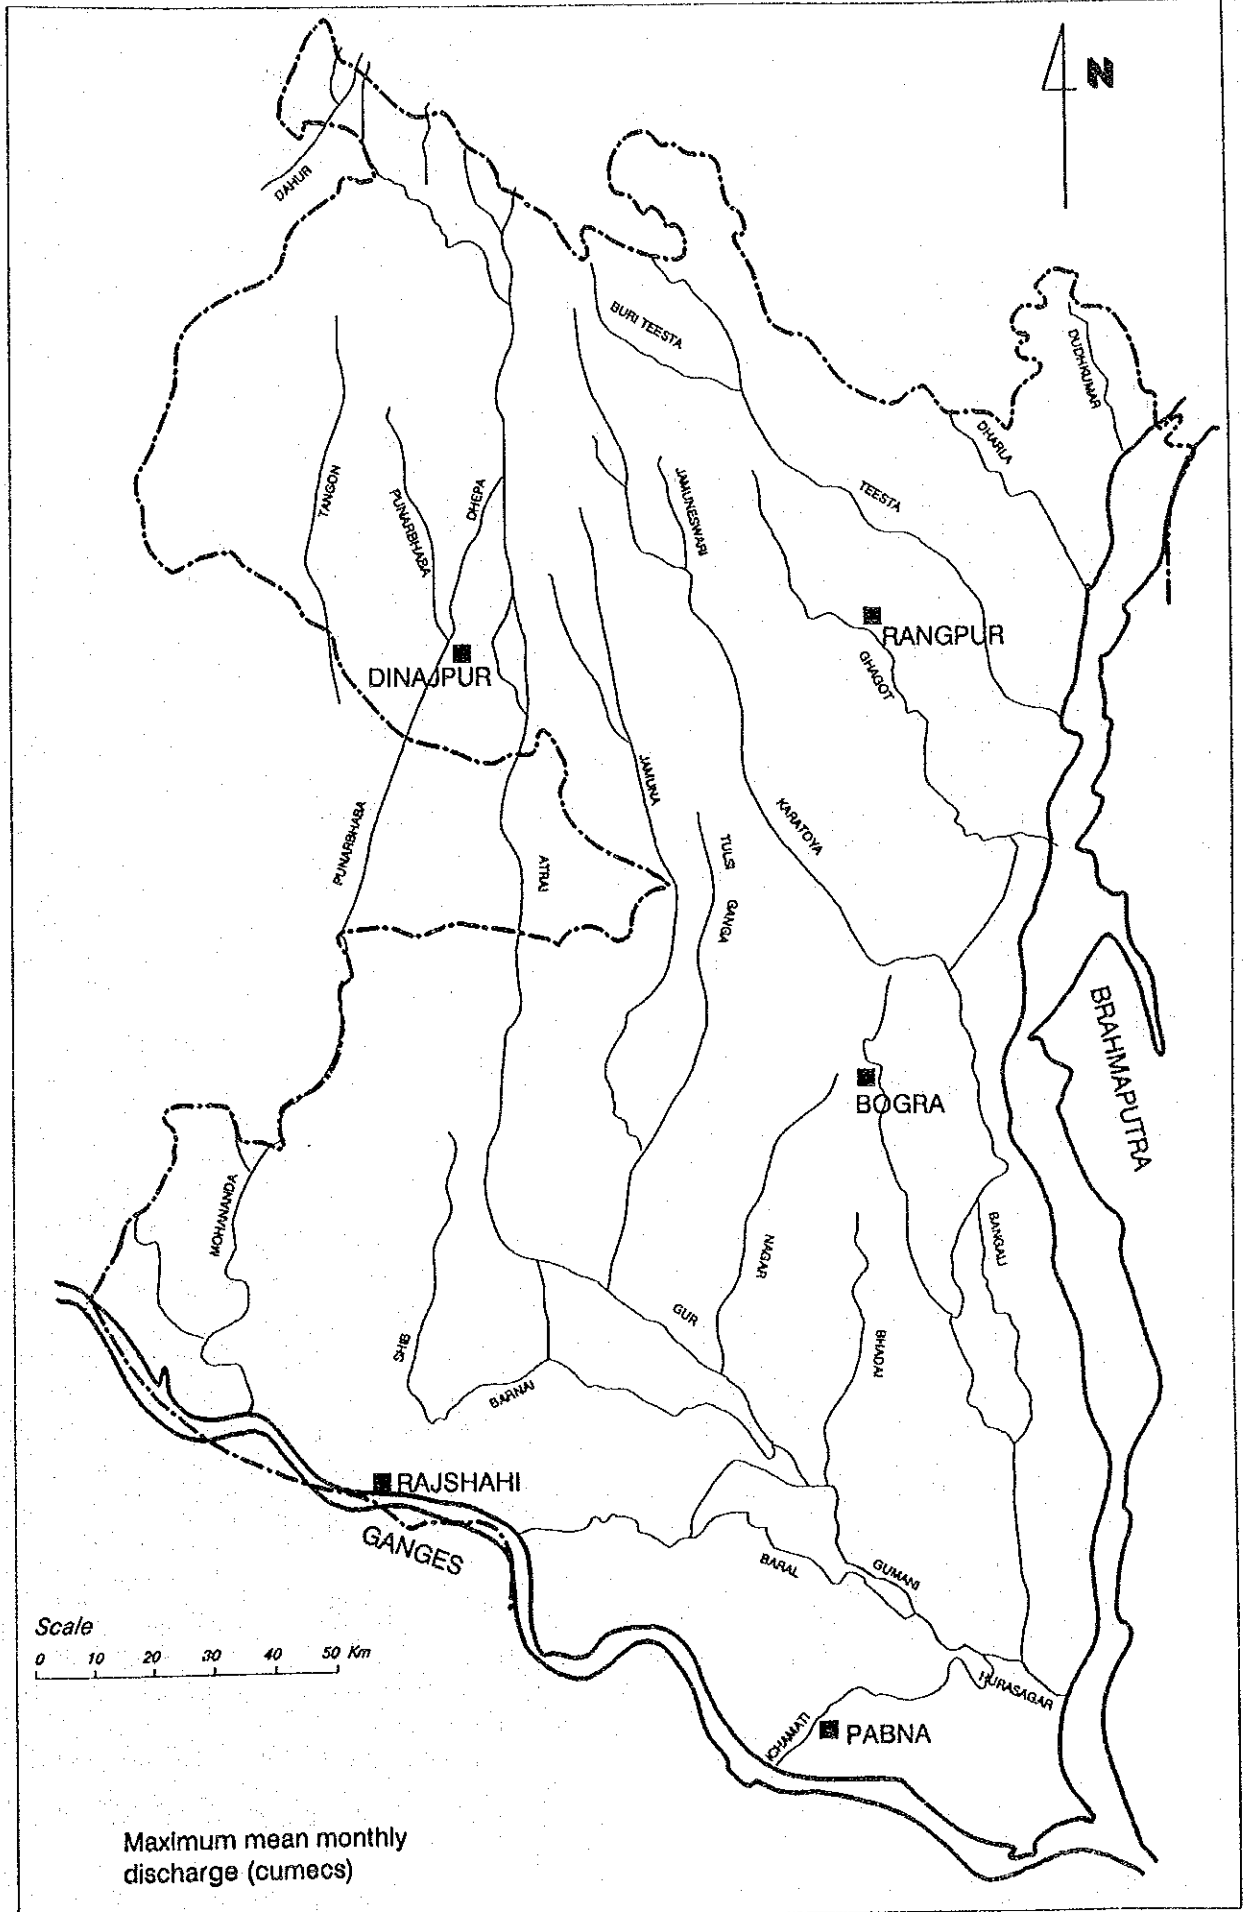 N
DAHUR
BURI TEESTA
DUDHKUMAR
DHARLA
TANGON
PUNARBHABA
DHEPA
JAMUNESWARI
TEESTA
RANGPUR
DINAJPUR
GHAGOT
JAMUNA
KARATOYA
PUNARBHABA
ATRAI
TULSI GANGA
BRAHMAPUTRA
BOGRA
MOHANANDA
NAGAR
BANGALI
GUR
SHIB
BHADAI
BARNAI
RAJSHAHI
GANGES
BARAL
GUMANI
HURASAGAR
ICHAMATI
PABNA
Scale
0 10 20 30 40 50 Km
Maximum mean monthly
discharge (cumecs)